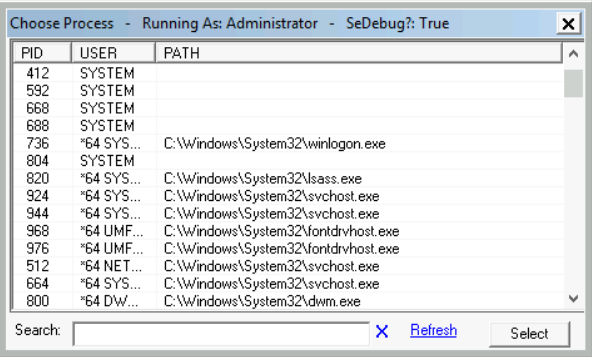 Choose Process - Running As: Administrator - SeDebug?: True
PID USER PATH
412 SYSTEM
592 SYSTEM
668 SYSTEM
688 SYSTEM
736 *64 SYS... C:\Windows\System32\winlogon.exe
804 SYSTEM
820 *64 SYS... C:\Windows\System32\lsass.exe
924 *64 SYS... C:\Windows\System32\svchost.exe
944 *64 SYS... C:\Windows\System32\svchost.exe
968 *64 UMF... C:\Windows\System32\fontdrvhost.exe
976 *64 UMF... C:\Windows\System32\fontdrvhost.exe
512 *64 NET... C:\Windows\System32\svchost.exe
664 *64 SYS... C:\Windows\System32\svchost.exe
800 *64 DW... C:\Windows\System32\dwm.exe
Search: X Refresh Select